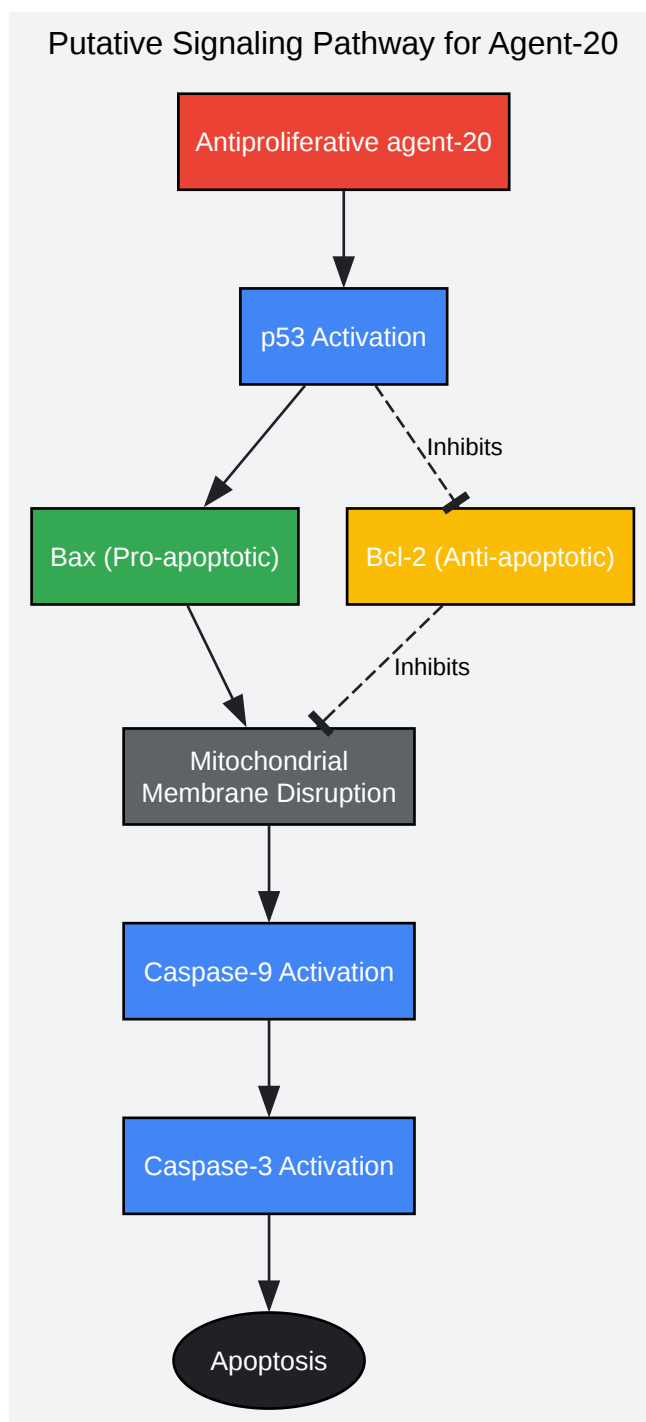 Putative Signaling Pathway for Agent-20
Antiproliferative agent-20
p53 Activation
Inhibits
Bax (Pro-apoptotic)
Bcl-2 (Anti-apoptotic)
Inhibits
Mitochondrial
Membrane Disruption
Caspase-9 Activation
Caspase-3 Activation
Apoptosis